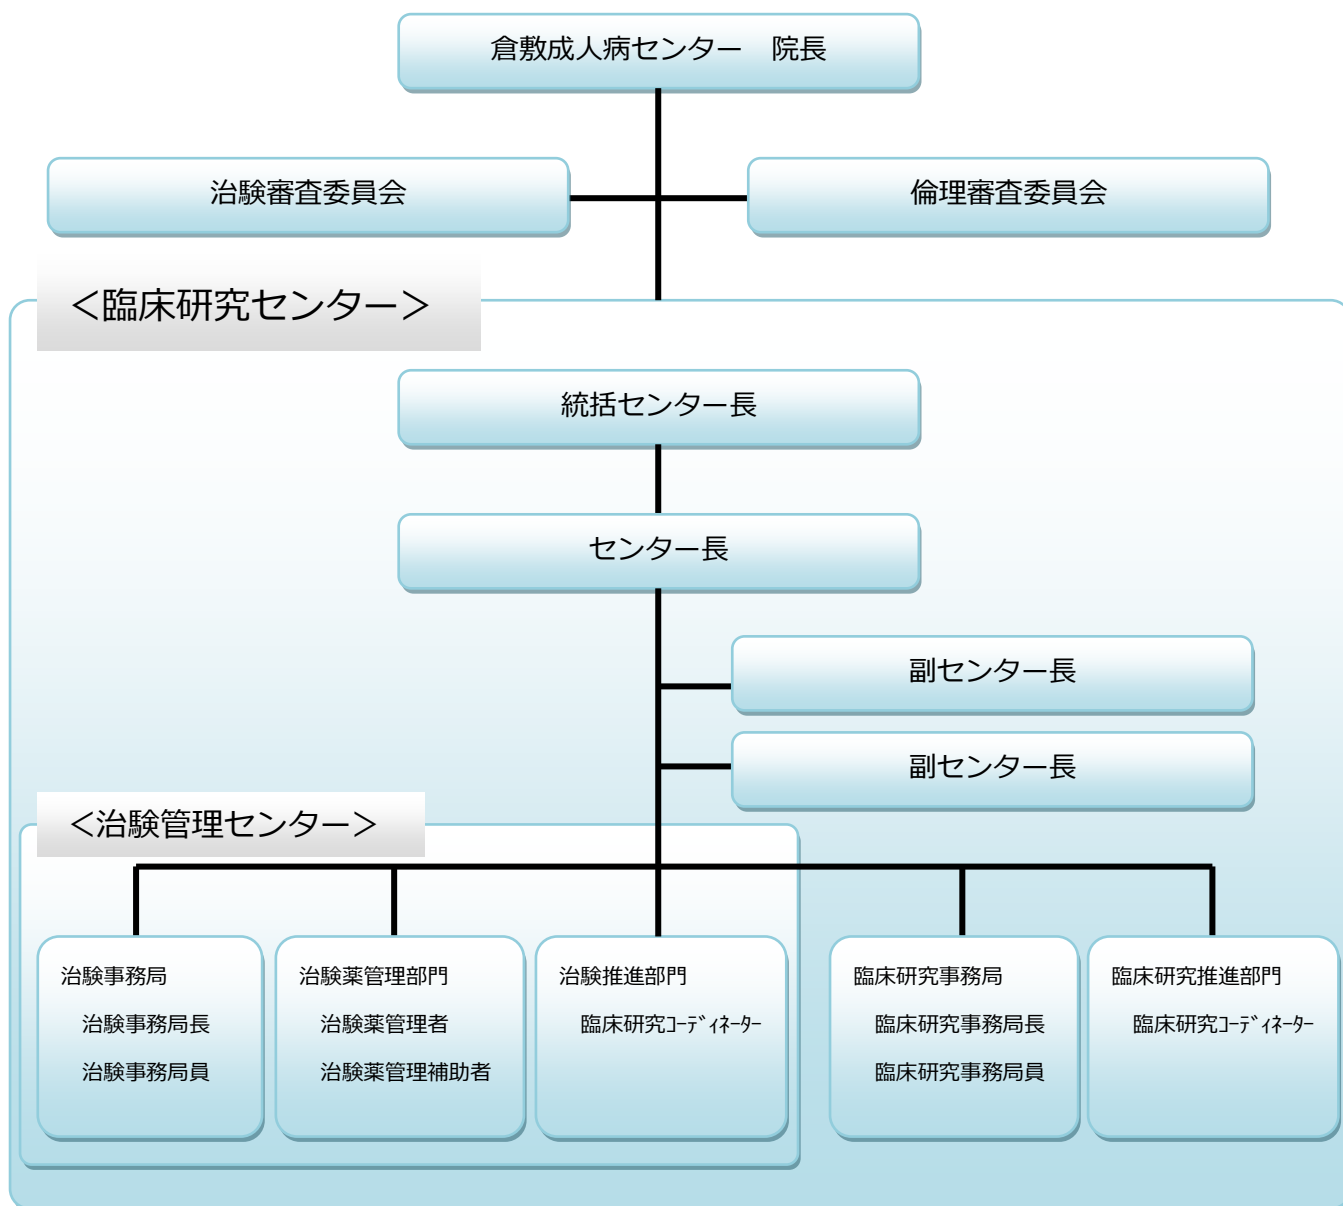 倉敷成人病センター　院長
治験審査委員会
倫理審査委員会
＜臨床研究センター＞
統括センター長
センター長
副センター長
副センター長
＜治験管理センター＞
治験事務局
治験事務局長
治験事務局員
治験薬管理部門
治験薬管理者
治験薬管理補助者
治験推進部門
臨床研究ｺｰﾃﾞｨﾈｰﾀｰ
臨床研究事務局
臨床研究事務局長
臨床研究事務局員
臨床研究推進部門
臨床研究ｺｰﾃﾞｨﾈｰﾀｰ